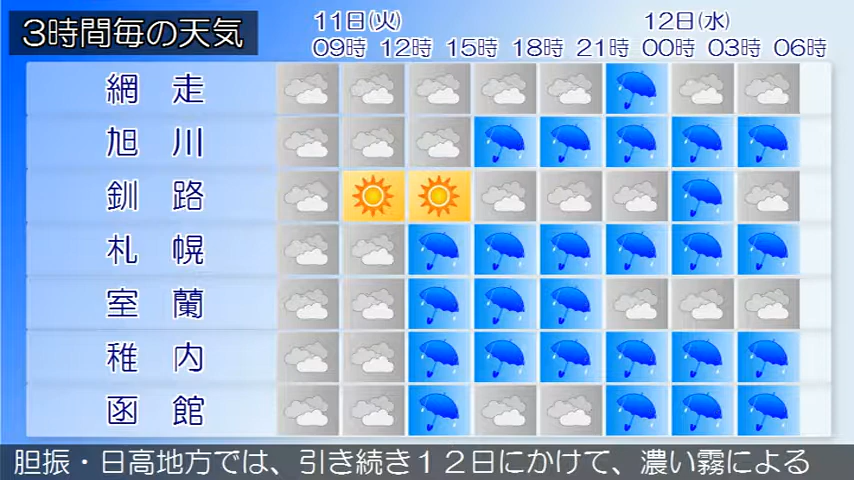 3時間毎の天気
11日(火) 12日(水)
09時 12時 15時 18時 21時 00時 03時 06時
網走
旭川
釧路
札幌
室蘭
稚内
函館
胆振・日高地方では、引き続き１２日にかけて、濃い霧による